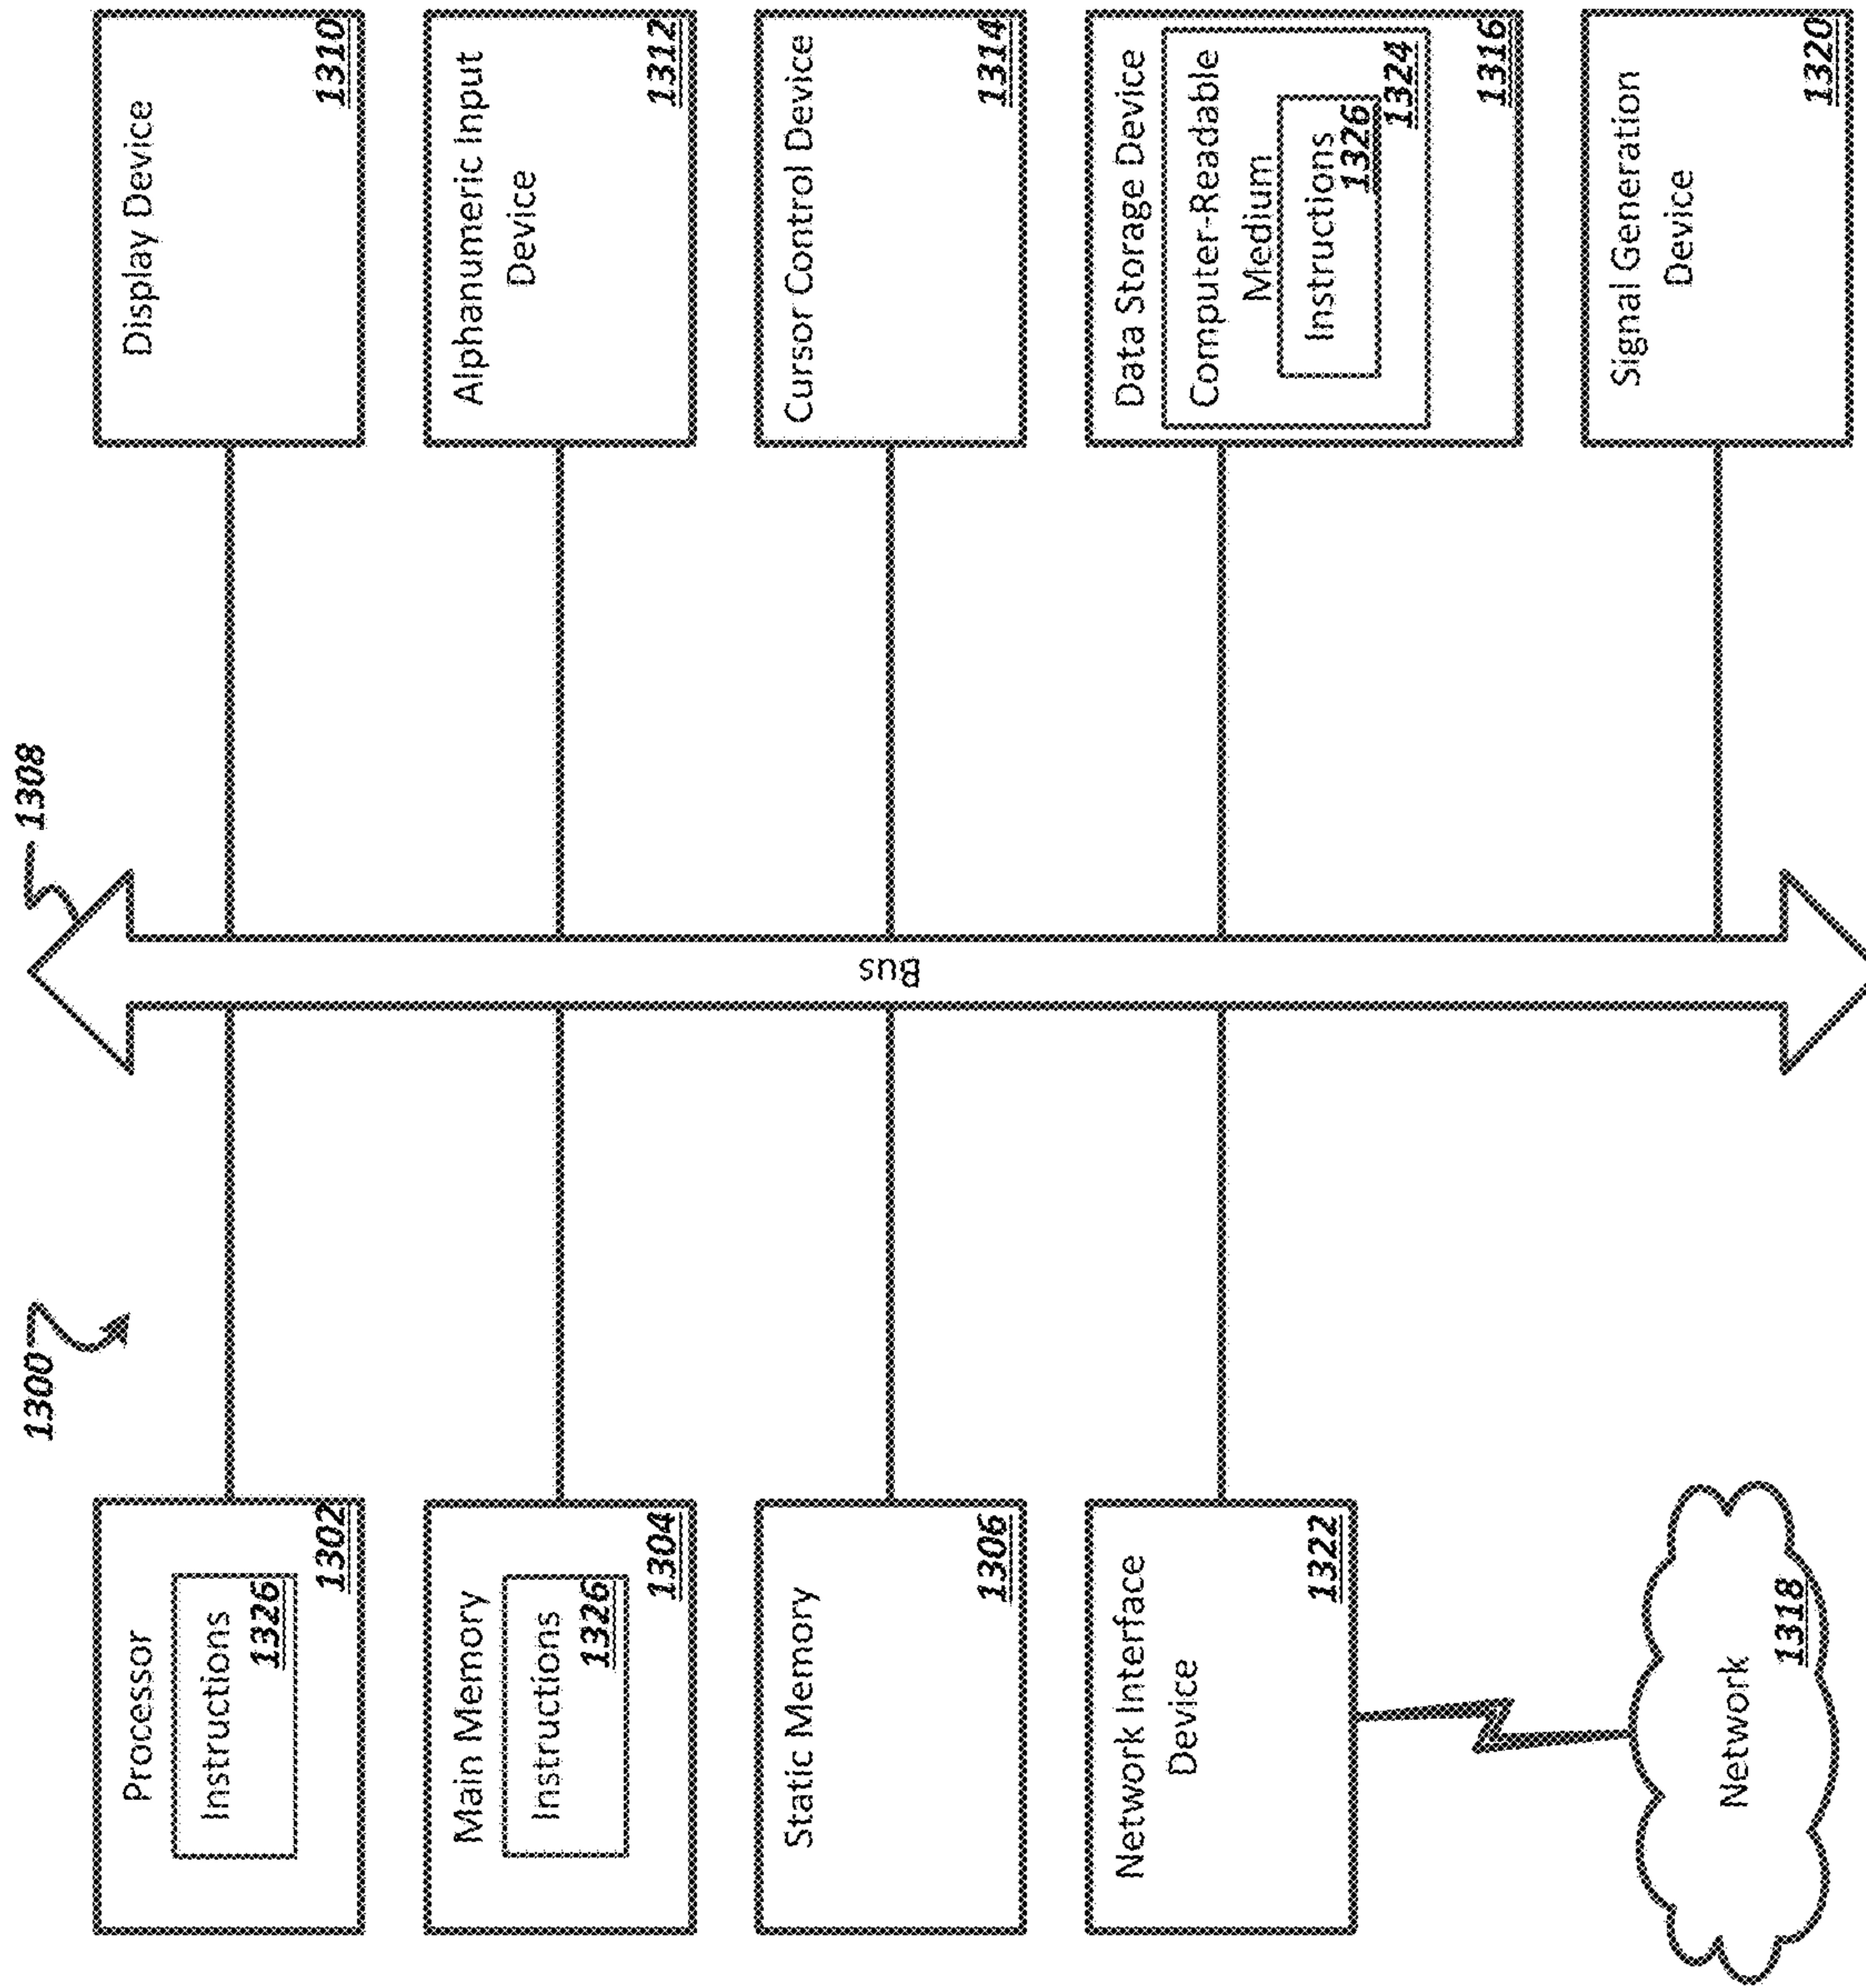 1300
1308
Processor
Instructions
1326
1302
Main Memory
Instructions
1326
1304
Static Memory
1306
Network Interface
Device
1322
Network
1318
Bus
Display Device
1310
Alphanumeric Input
Device
1312
Cursor Control Device
1314
Data Storage Device
Computer-Readable
Medium
Instructions
1326
1324
1316
Signal Generation
Device
1320